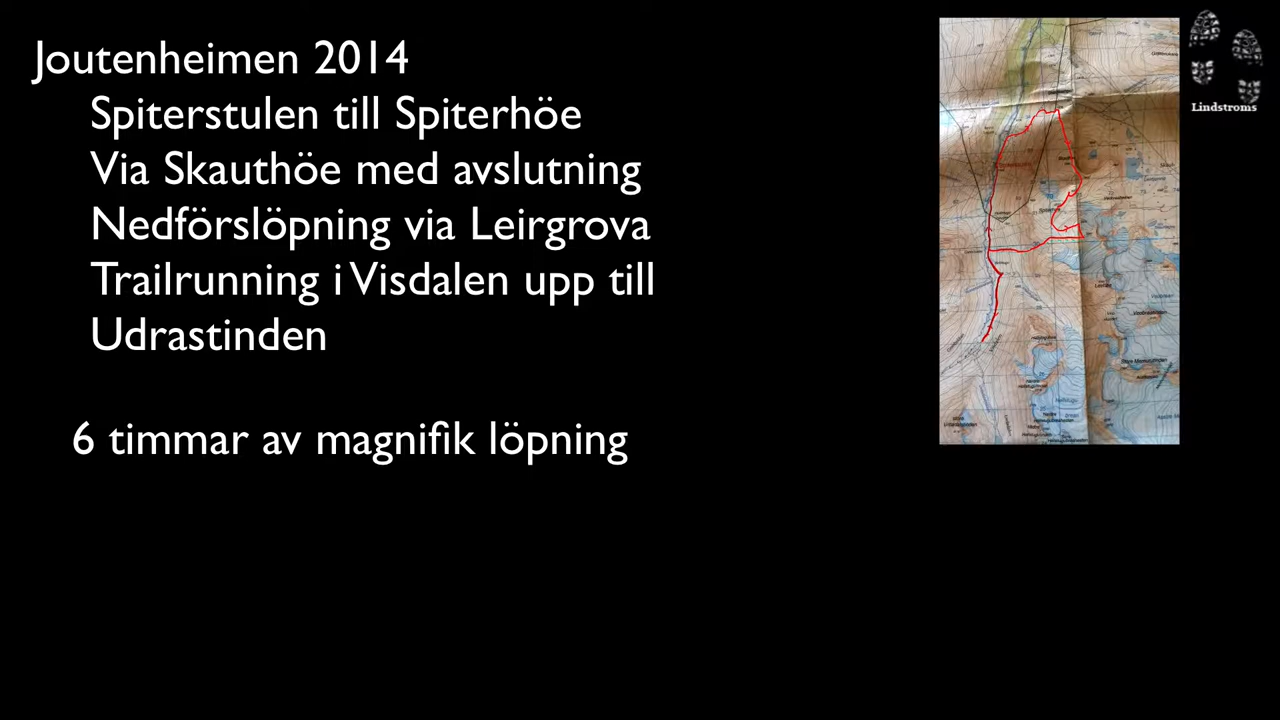 Joutenheimen 2014
Spiterstulen till Spiterhöe
Via Skauthöe med avslutning
Nedförslöpning via Leirgrova
Trailrunning i Visdalen upp till
Udrastinden
6 timmar av magnifik löpning
Lindstroms